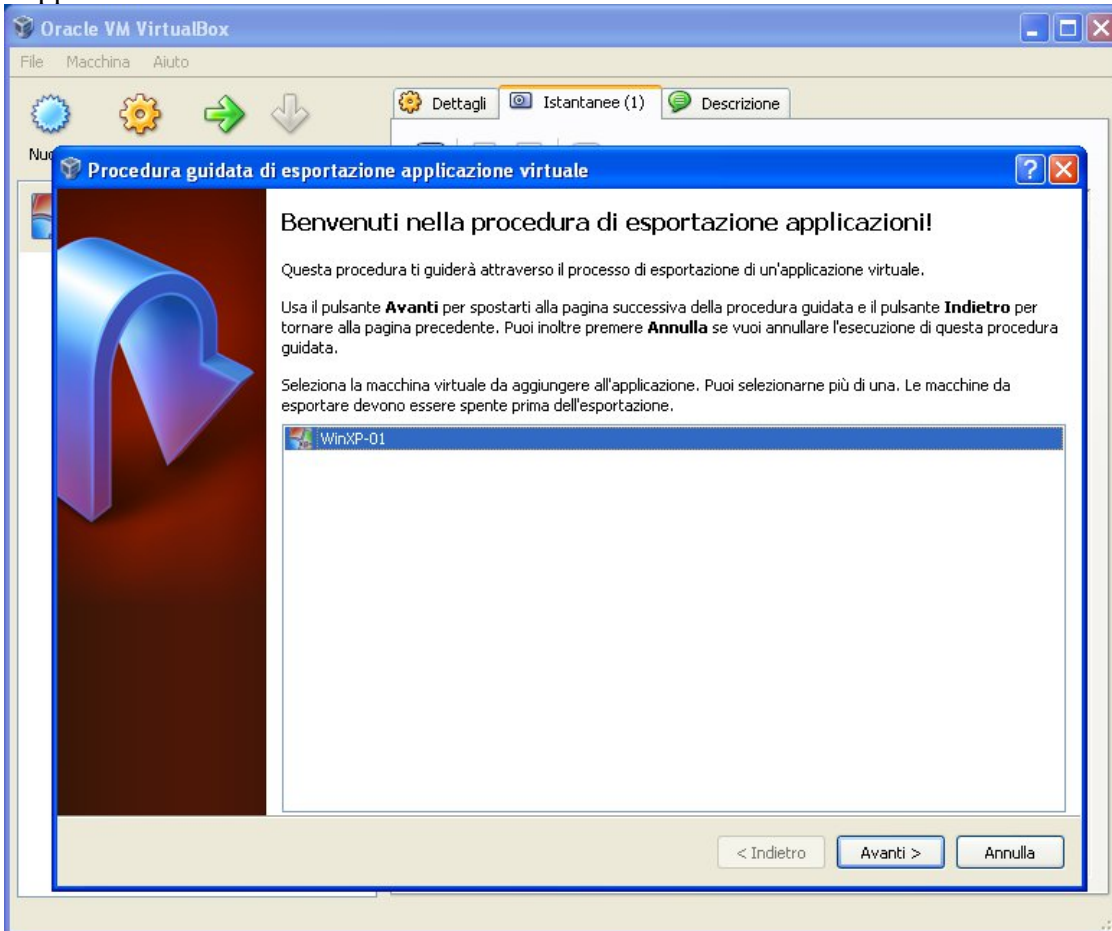 Oracle VM VirtualBox
File Macchina Aiuto
Dettagli Istantanee (1) Descrizione
Procedura guidata di esportazione applicazione virtuale
Benvenuti nella procedura di esportazione applicazioni!
Questa procedura ti guiderà attraverso il processo di esportazione di un'applicazione virtuale.
Usa il pulsante Avanti per spostarti alla pagina successiva della procedura guidata e il pulsante Indietro per
tornare alla pagina precedente. Puoi inoltre premere Annulla se vuoi annullare l'esecuzione di questa procedura
guidata.
Seleziona la macchina virtuale da aggiungere all'applicazione. Puoi selezionarne più di una. Le macchine da
esportare devono essere spente prima dell'esportazione.
WinXP-01
< Indietro Avanti > Annulla